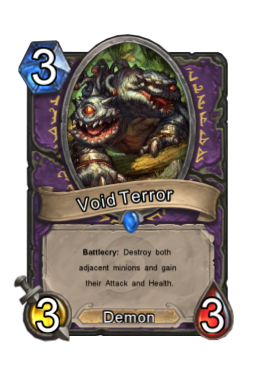 3
Void Terror
Battlecry: Destroy both
adjacent minions and gain
their Attack and Health.
3
Demon
3